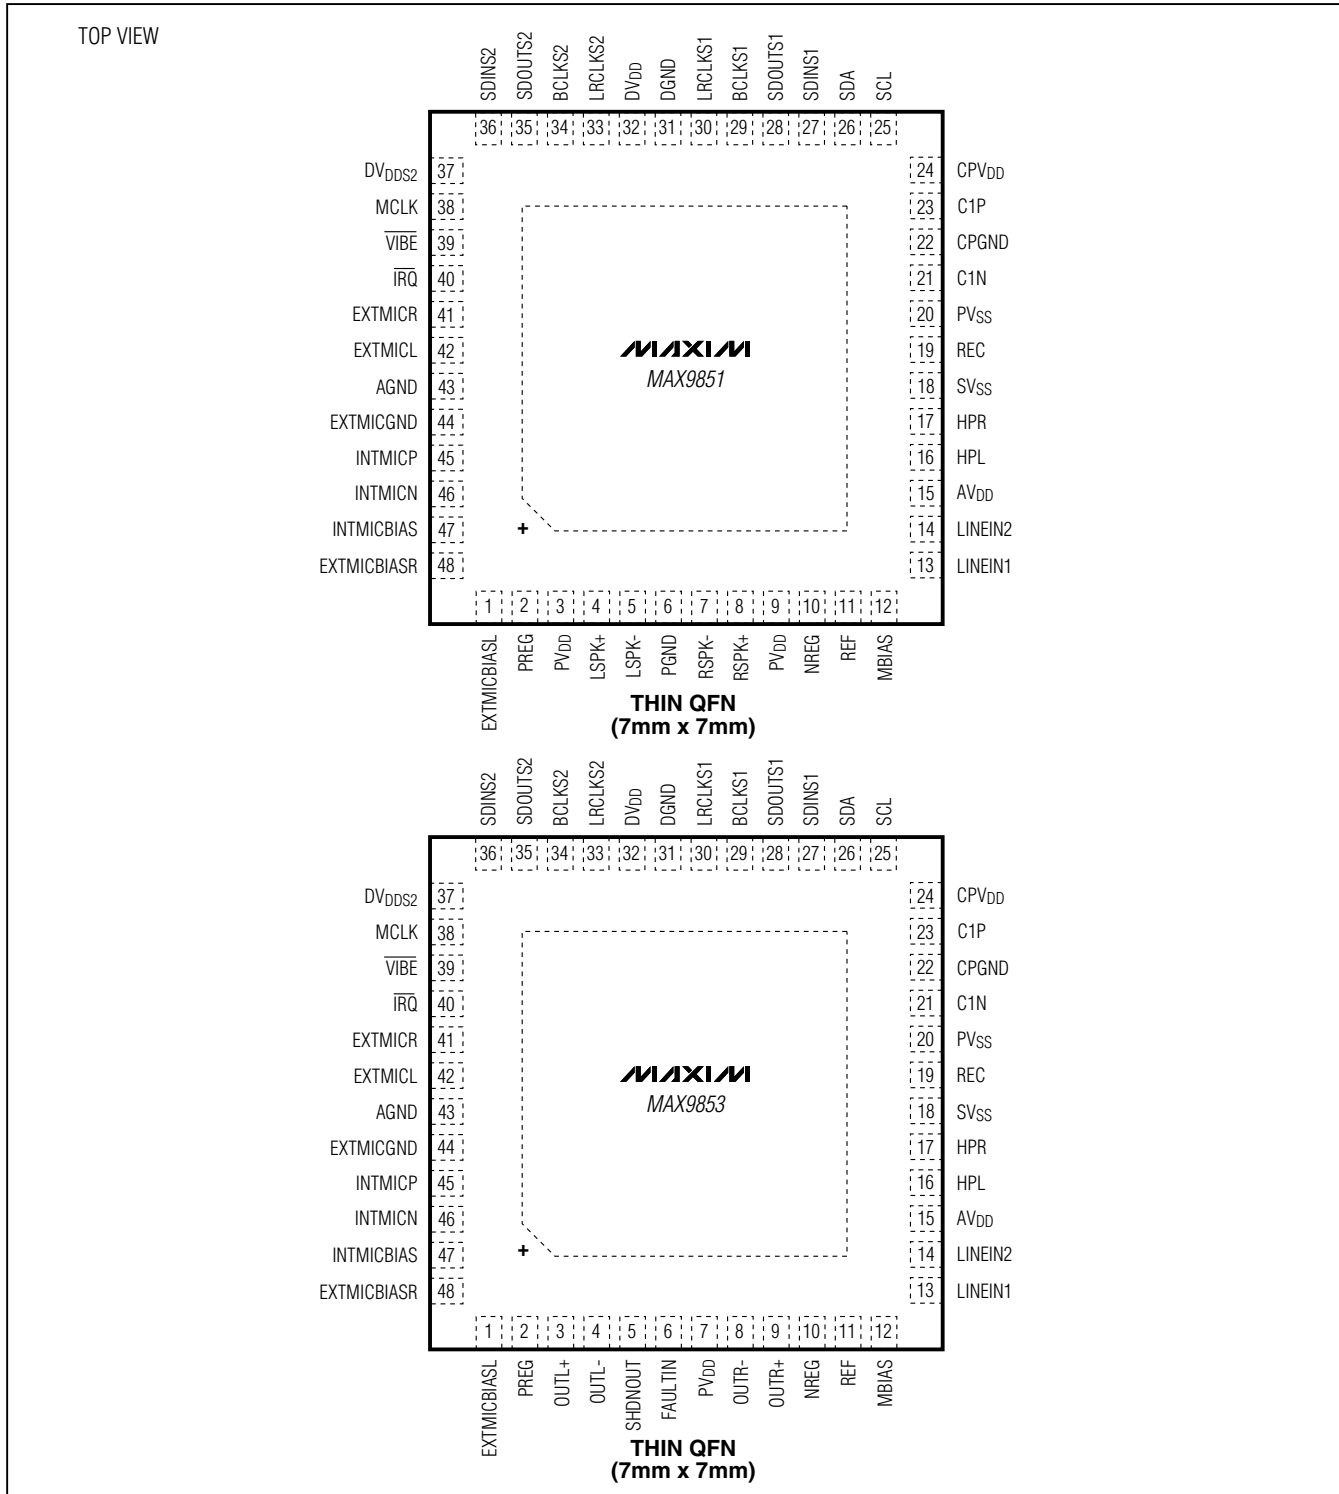 TOP VIEW
SDINS2 SDOUTS2 BCLKS2 LRCLKS2 DVDD DGND LRCLKS1 BCLKS1 SDOUTS1 SDINS1 SDA SCL
36 35 34 33 32 31 30 29 28 27 26 25
DVDDS2 37 24 CPVDD
MCLK 38 23 C1P
VIBE 39 22 CPGND
IRQ 40 21 C1N
EXTMICR 41 20 PVSS
EXTMICL 42 19 REC
AGND 43 18 SVSS
EXTMICGND 44 17 HPR
INTMICP 45 16 HPL
INTMICN 46 15 AVDD
INTMICBIAS 47 14 LINEIN2
EXTMICBIASR 48 13 LINEIN1
MAXIM
MAX9851
+
1 2 3 4 5 6 7 8 9 10 11 12
EXTMICBIASL PREG PVDD LSPK+ LSPK- PGND RSPK- RSPK+ PVDD NREG REF MBIAS
THIN QFN
(7mm x 7mm)
SDINS2 SDOUTS2 BCLKS2 LRCLKS2 DVDD DGND LRCLKS1 BCLKS1 SDOUTS1 SDINS1 SDA SCL
36 35 34 33 32 31 30 29 28 27 26 25
DVDDS2 37 24 CPVDD
MCLK 38 23 C1P
VIBE 39 22 CPGND
IRQ 40 21 C1N
EXTMICR 41 20 PVSS
EXTMICL 42 19 REC
AGND 43 18 SVSS
EXTMICGND 44 17 HPR
INTMICP 45 16 HPL
INTMICN 46 15 AVDD
INTMICBIAS 47 14 LINEIN2
EXTMICBIASR 48 13 LINEIN1
MAXIM
MAX9853
+
1 2 3 4 5 6 7 8 9 10 11 12
EXTMICBIASL PREG OUTL+ OUTL- SHDNOUT FAULTIN PVDD OUTR- OUTR+ NREG REF MBIAS
THIN QFN
(7mm x 7mm)